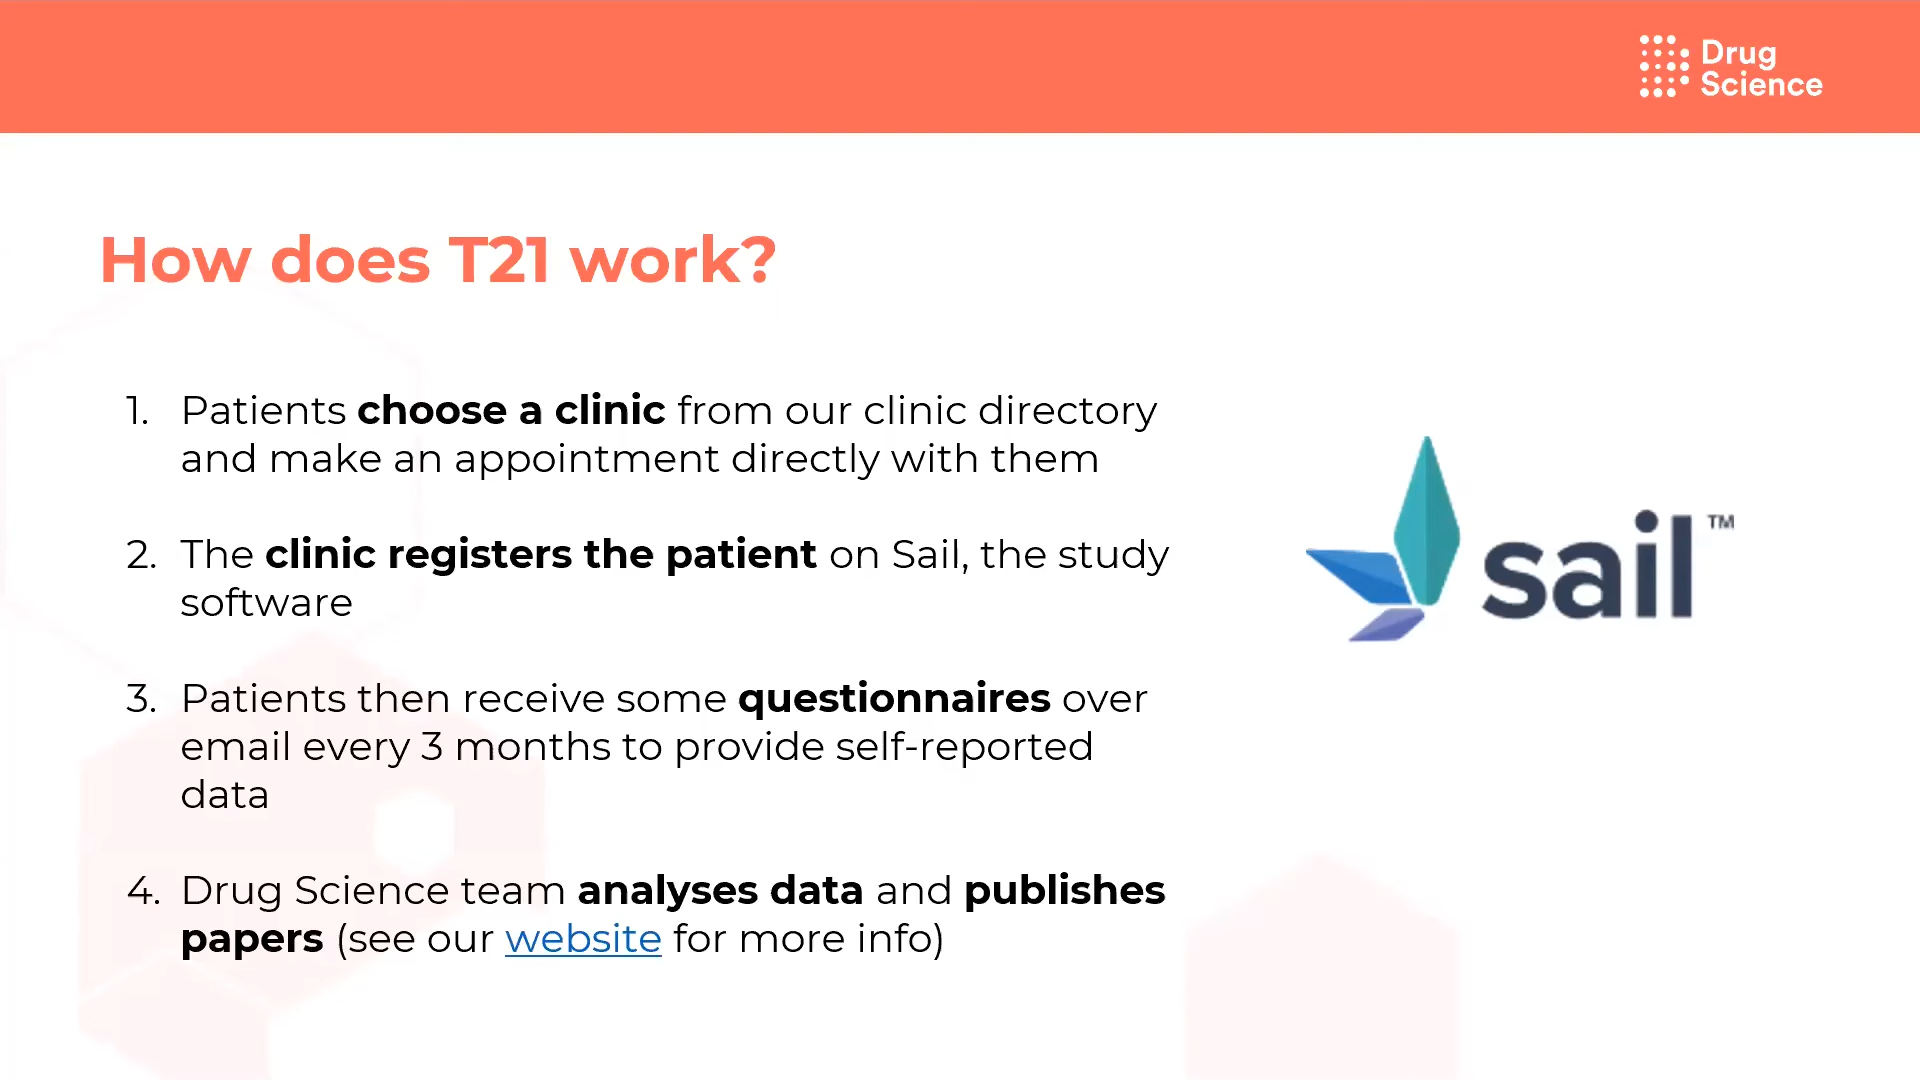 Drug
Science
How does T21 work?
1. Patients choose a clinic from our clinic directory
and make an appointment directly with them
2. The clinic registers the patient on Sail, the study
software
3. Patients then receive some questionnaires over
email every 3 months to provide self-reported
data
4. Drug Science team analyses data and publishes
papers (see our website for more info)
sail™